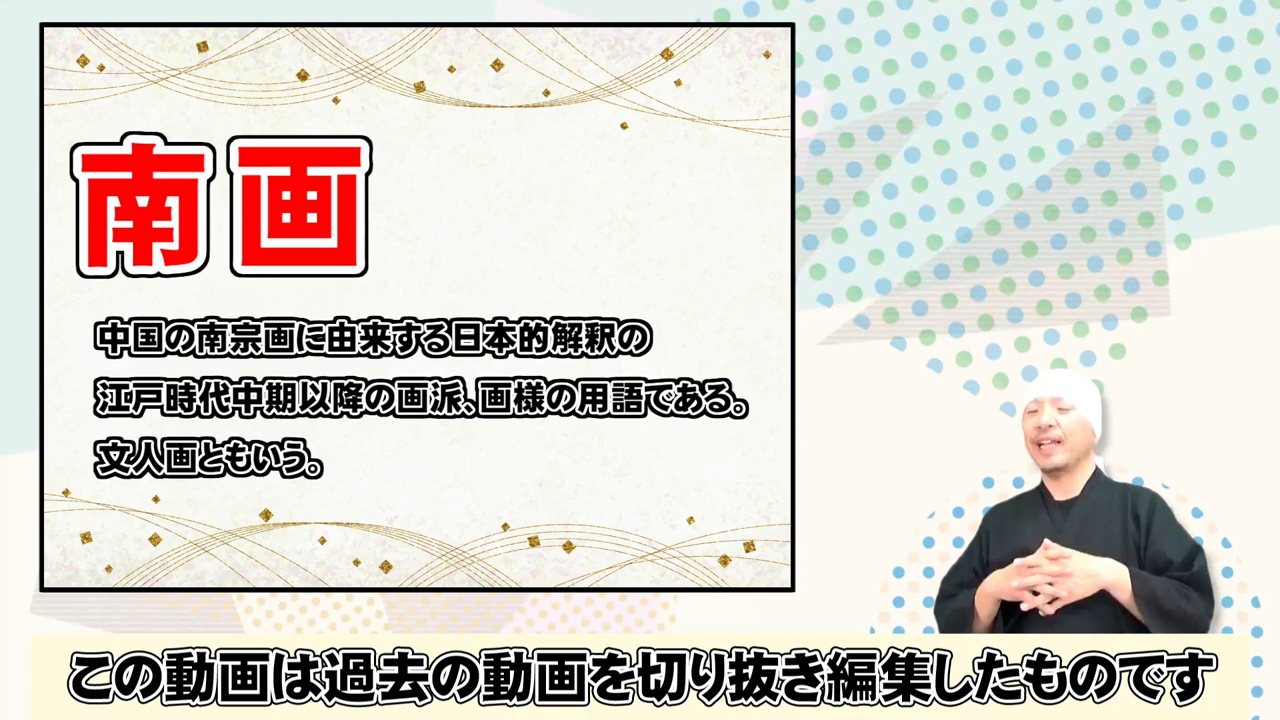 南画
中国の南宗画に由来する日本的解釈の
江戸時代中期以降の画派、画様の用語である。
文人画ともいう。
この動画は過去の動画を切り抜き編集したものです